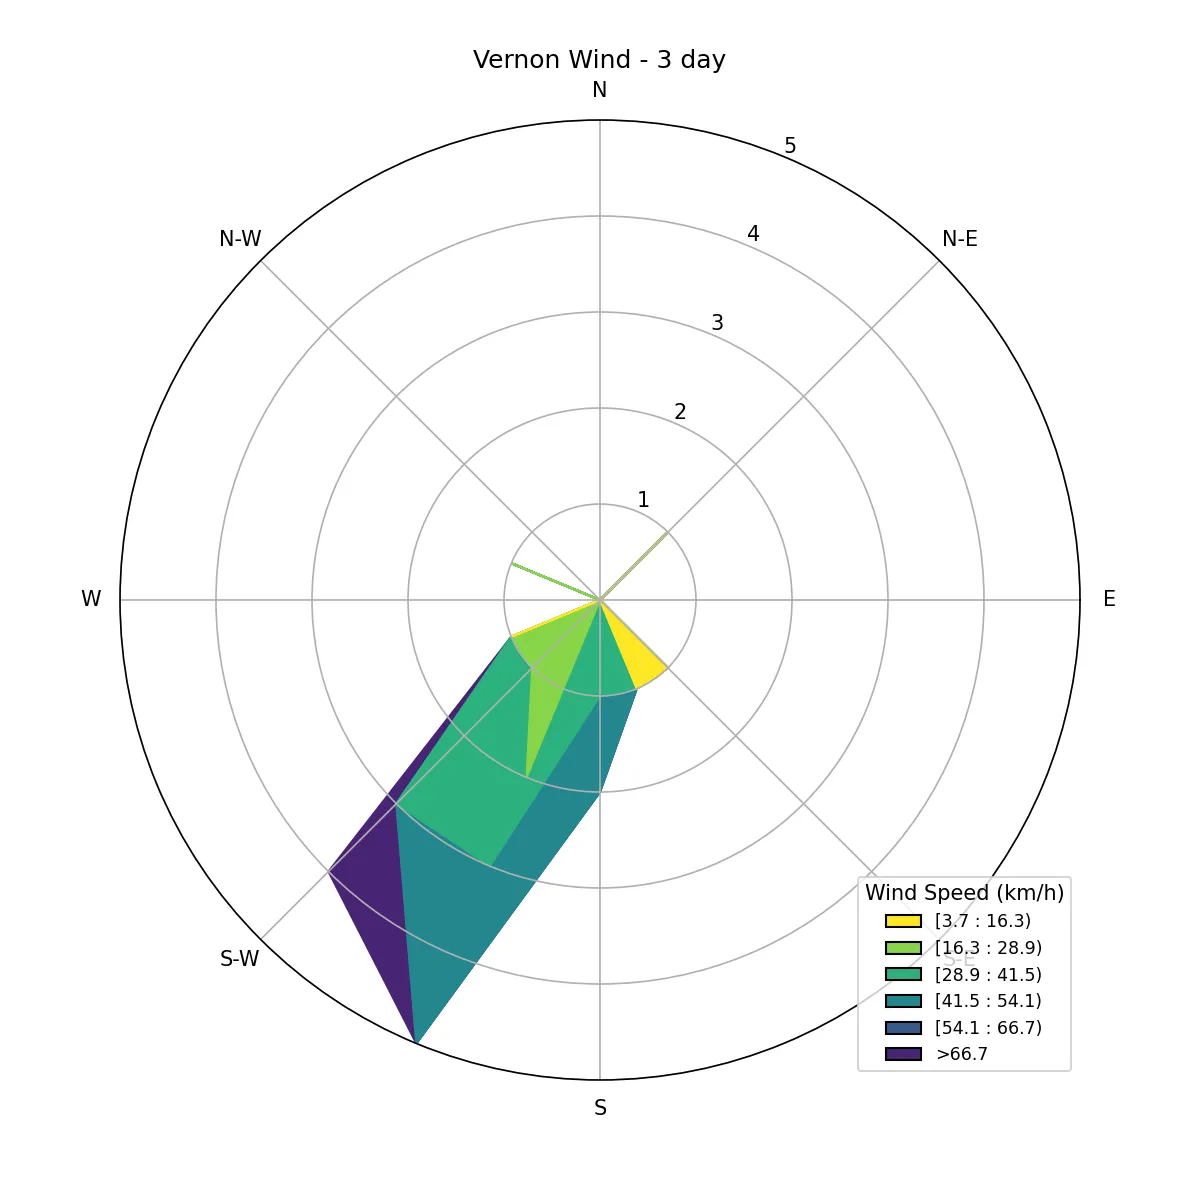 Vernon Wind - 3 day
N
5
N-W
4
N-E
3
2
1
W
E
Wind Speed (km/h)
[3.7 : 16.3)
[16.3 : 28.9)
S-W
S-E
[28.9 : 41.5)
[41.5 : 54.1)
[54.1 : 66.7)
>66.7
S